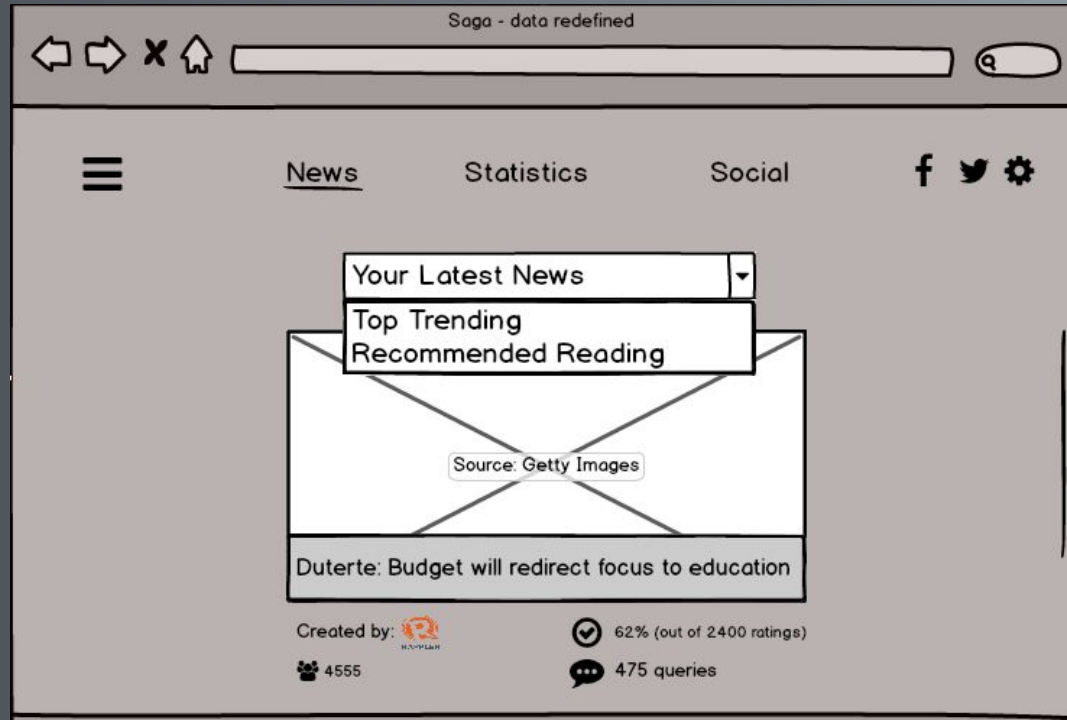 Saga - data redefined
News Statistics Social
Your Latest News
Top Trending
Recommended Reading
Source: Getty Images
Duterte: Budget will redirect focus to education
Created by: RAPPLER
62% (out of 2400 ratings)
4555
475 queries